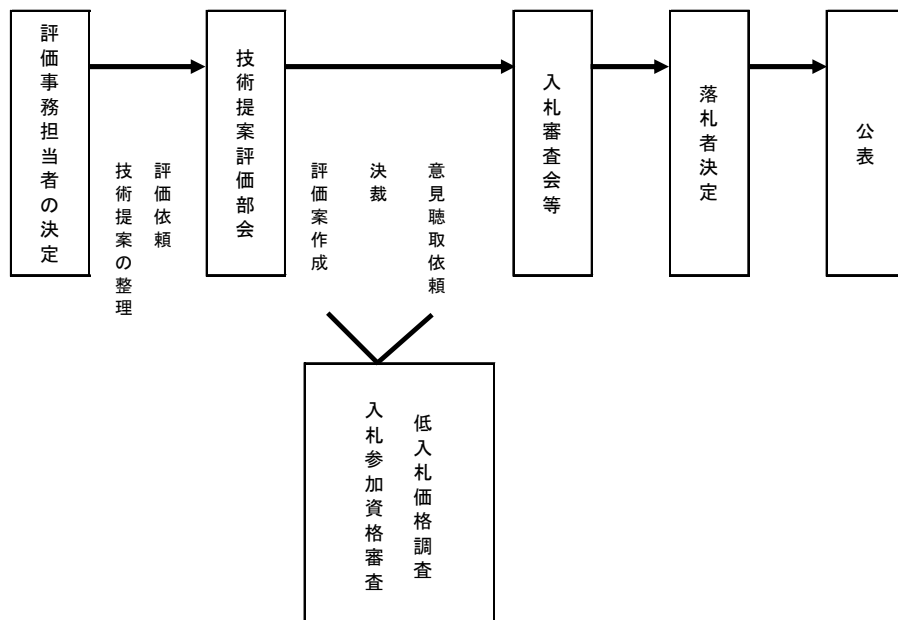 評価事務担当者の決定
技術提案の整理
評価依頼
技術提案評価部会
評価案作成
決裁
意見聴取依頼
入札審査会等
落札者決定
公表
入札参加資格審査
低入札価格調査